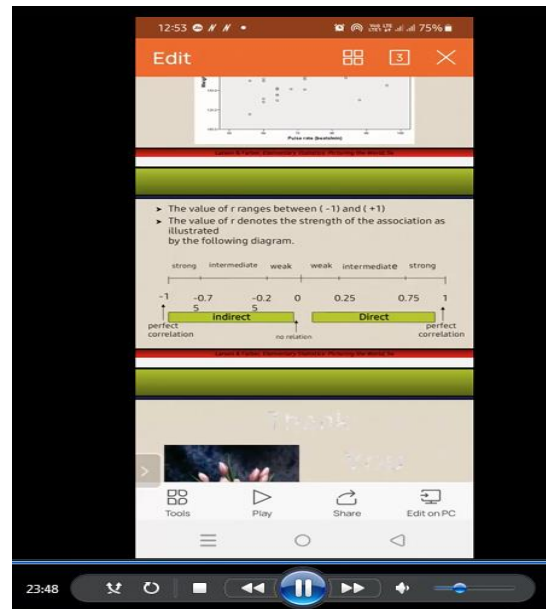 12:53 75%
Edit 3
Pulse rate (beats/min)
Larson & Farber, Elementary Statistics: Picturing the World, 3e
➤ The value of r ranges between ( -1) and ( +1)
➤ The value of r denotes the strength of the association as
illustrated
by the following diagram.
strong intermediate weak weak intermediate strong
-1 -0.7 -0.2 0 0.25 0.75 1
5 5
indirect Direct
perfect perfect
correlation no relation correlation
Larson & Farber, Elementary Statistics: Picturing the World, 3e
Thank
You
Tools Play Share Edit on PC
23:48